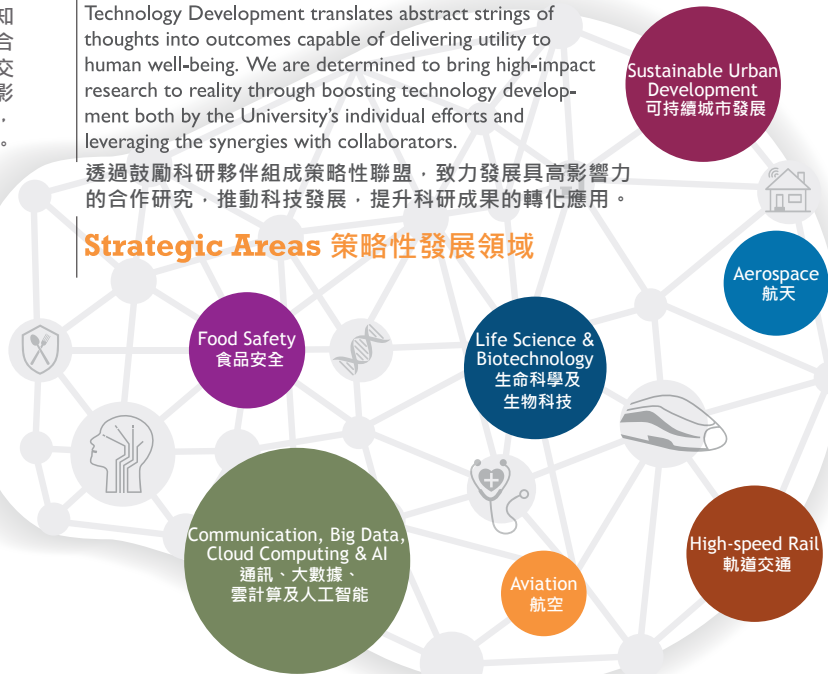 知
合
交
影
，
。
Technology Development translates abstract strings of
thoughts into outcomes capable of delivering utility to
human well-being. We are determined to bring high-impact
research to reality through boosting technology develop-
ment both by the University's individual efforts and
leveraging the synergies with collaborators.
透過鼓勵科研夥伴組成策略性聯盟，致力發展具高影響力
的合作研究，推動科技發展，提升科研成果的轉化應用。
Strategic Areas 策略性發展領域
Sustainable Urban
Development
可持續城市發展
Aerospace
航天
Food Safety
食品安全
Life Science &
Biotechnology
生命科學及
生物科技
Communication, Big Data,
Cloud Computing & AI
通訊、大數據、
雲計算及人工智能
Aviation
航空
High-speed Rail
軌道交通